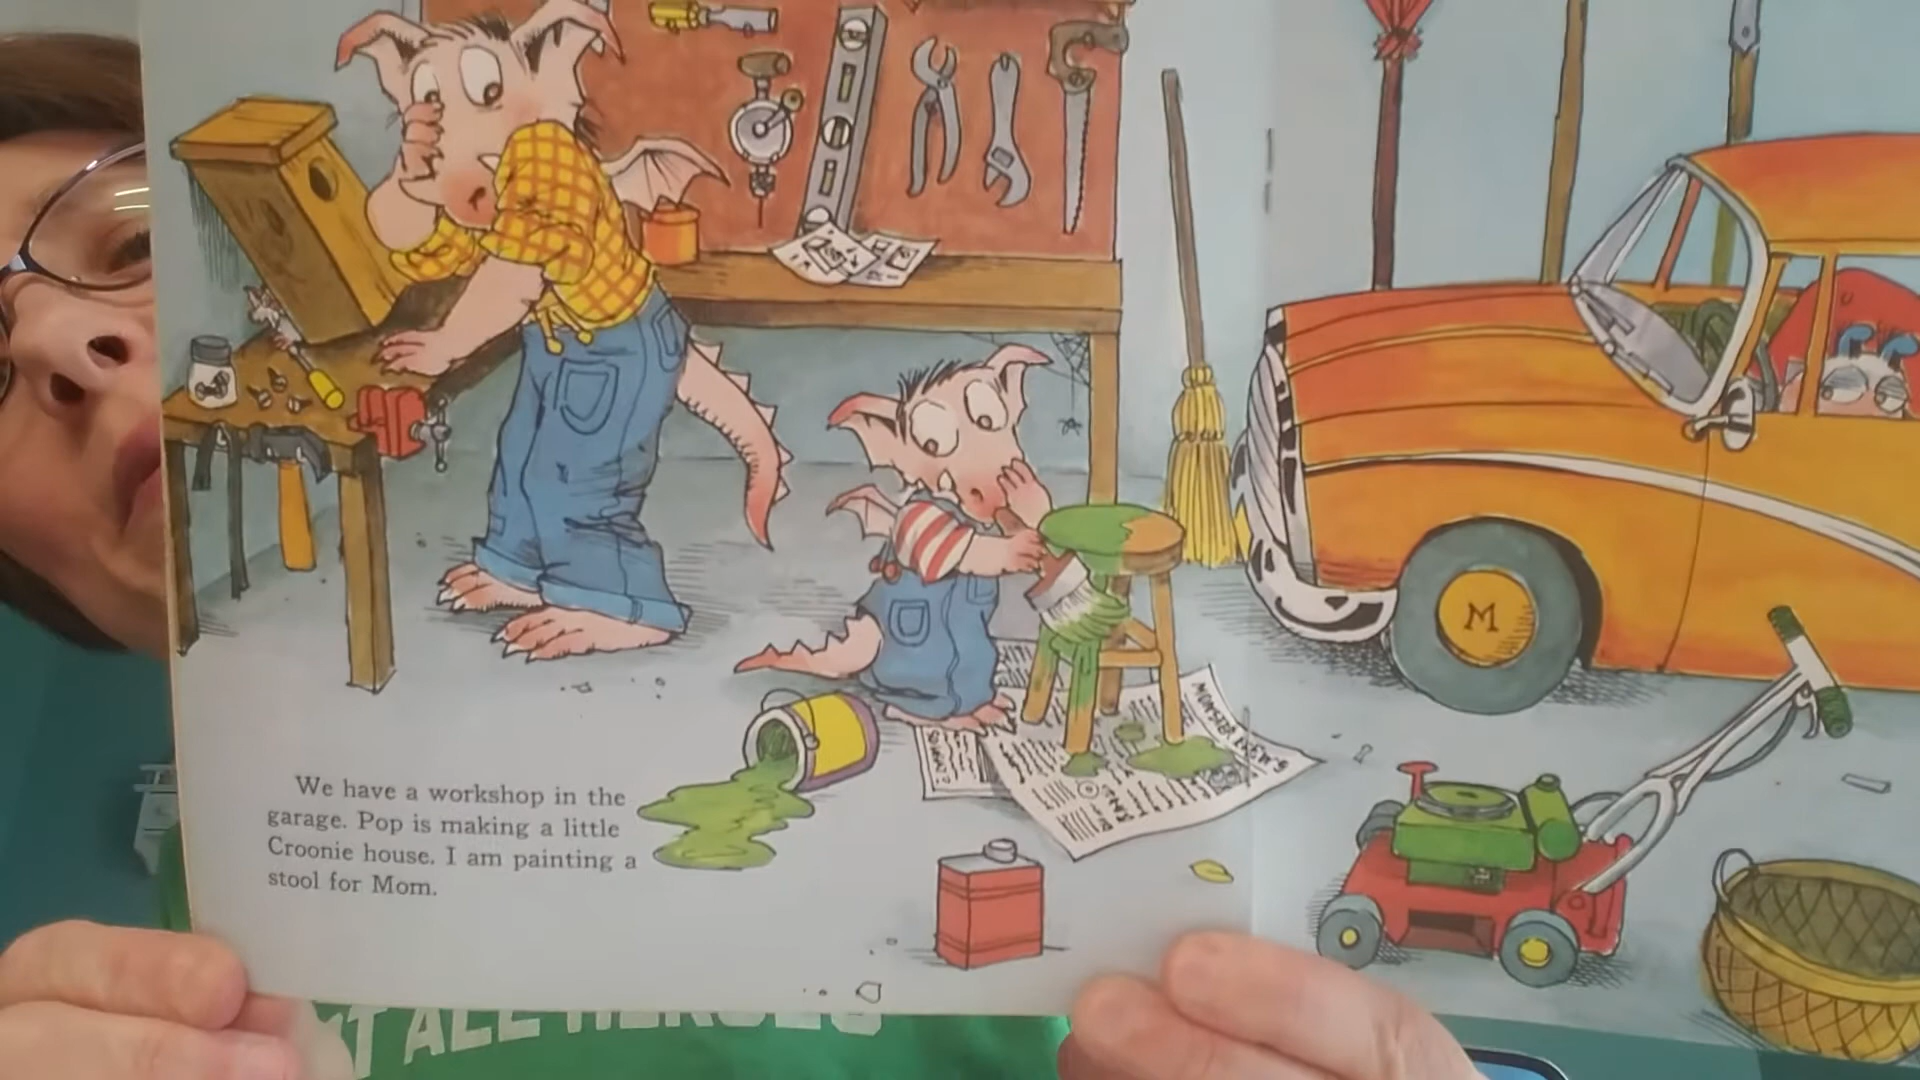 M
MONSTER NEWS
We have a workshop in the
garage. Pop is making a little
Croonie house. I am painting a
stool for Mom.
ALL HEROES